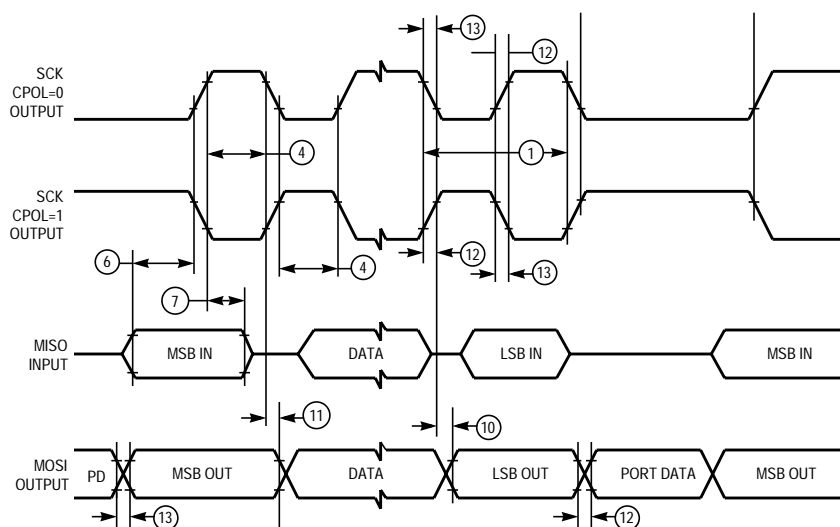 13
12
SCK
CPOL=0
OUTPUT
4
1
SCK
CPOL=1
OUTPUT
6
4
12
13
7
MISO
INPUT
MSB IN
DATA
LSB IN
MSB IN
11
10
MOSI
OUTPUT
PD
MSB OUT
DATA
LSB OUT
PORT DATA
MSB OUT
13
12